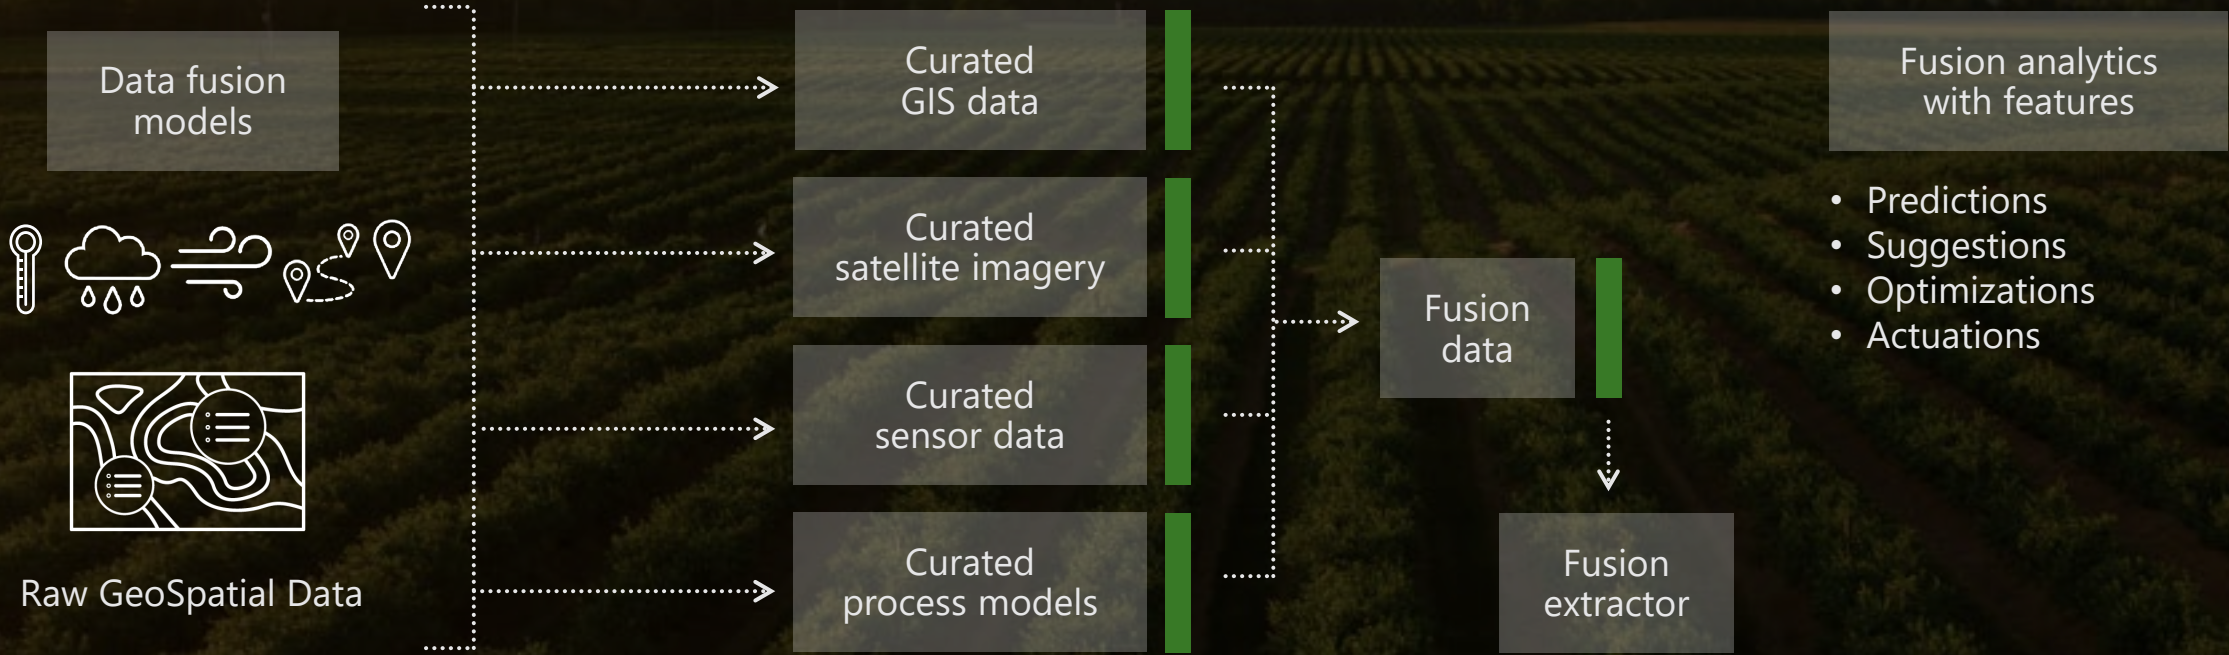 Data fusion
models
Raw GeoSpatial Data
Curated
GIS data
Curated
satellite imagery
Curated
sensor data
Curated
process models
Fusion
data
Fusion
extractor
Fusion analytics
with features
• Predictions
• Suggestions
• Optimizations
• Actuations